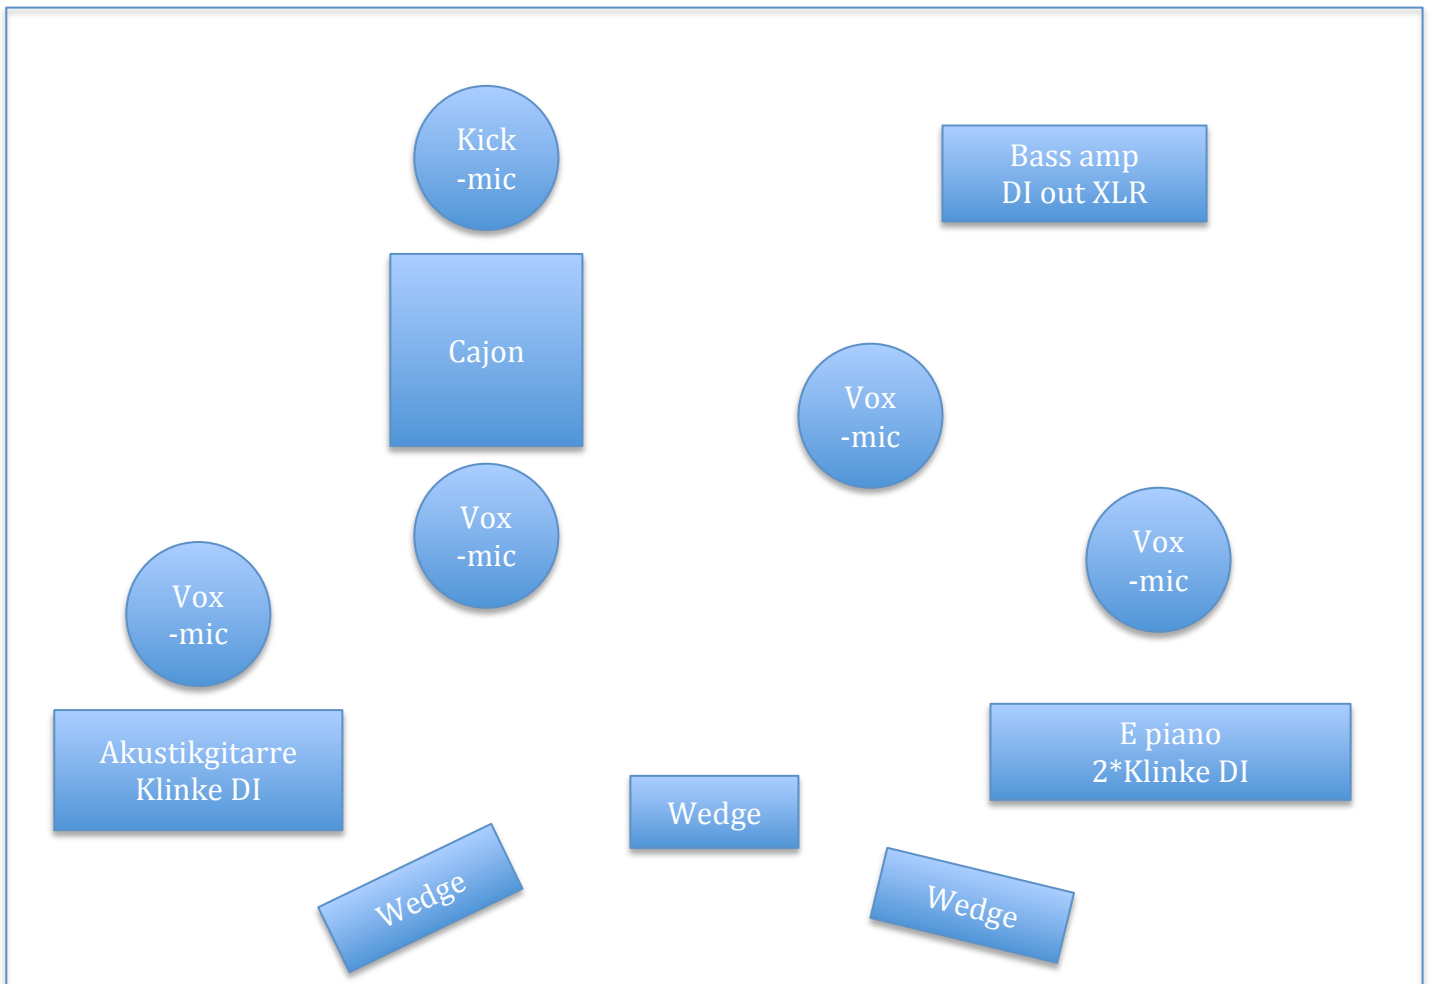 Kick
-mic
Bass amp
DI out XLR
Cajon
Vox
-mic
Vox
-mic
Vox
-mic
Vox
-mic
Akustikgitarre
Klinke DI
E piano
2*Klinke DI
Wedge
Wedge
Wedge